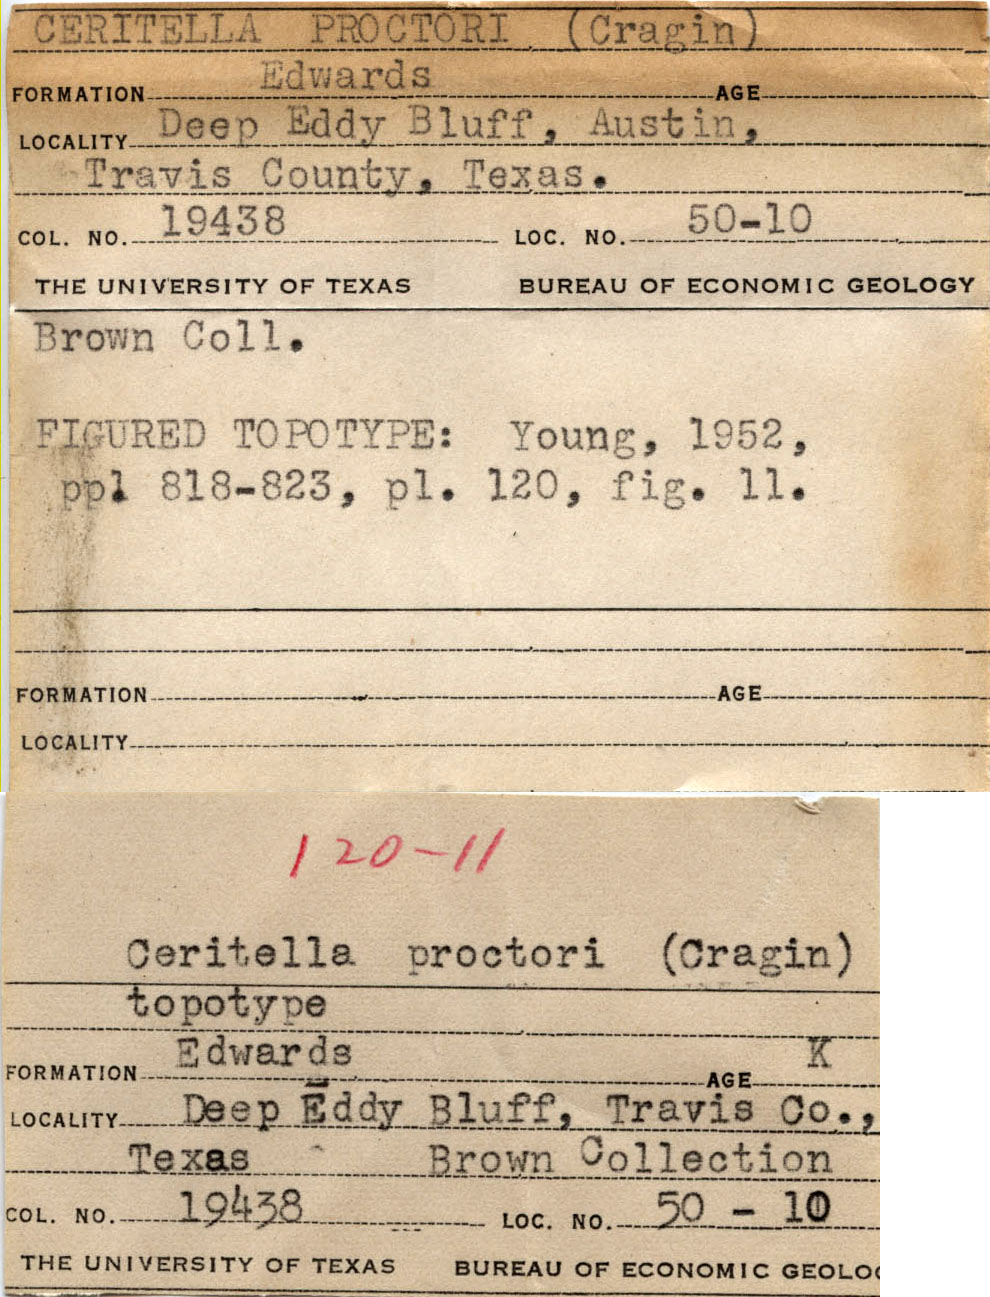 CERITELLA PROCTORI (Cragin)
FORMATION Edwards AGE
LOCALITY Deep Eddy Bluff, Austin,
Travis County, Texas.
COL. NO. 19438 LOC. NO. 50-10
THE UNIVERSITY OF TEXAS BUREAU OF ECONOMIC GEOLOGY
Brown Coll.
FIGURED TOPOTYPE: Young, 1952,
ppl 818-823, pl. 120, fig. 11.
FORMATION AGE
LOCALITY
120-11
Ceritella proctori (Cragin)
topotype
FORMATION Edwards AGE K
LOCALITY Deep Eddy Bluff, Travis Co.,
Texas Brown Collection
COL. NO. 19438 LOC. NO. 50 - 10
THE UNIVERSITY OF TEXAS BUREAU OF ECONOMIC GEOLO